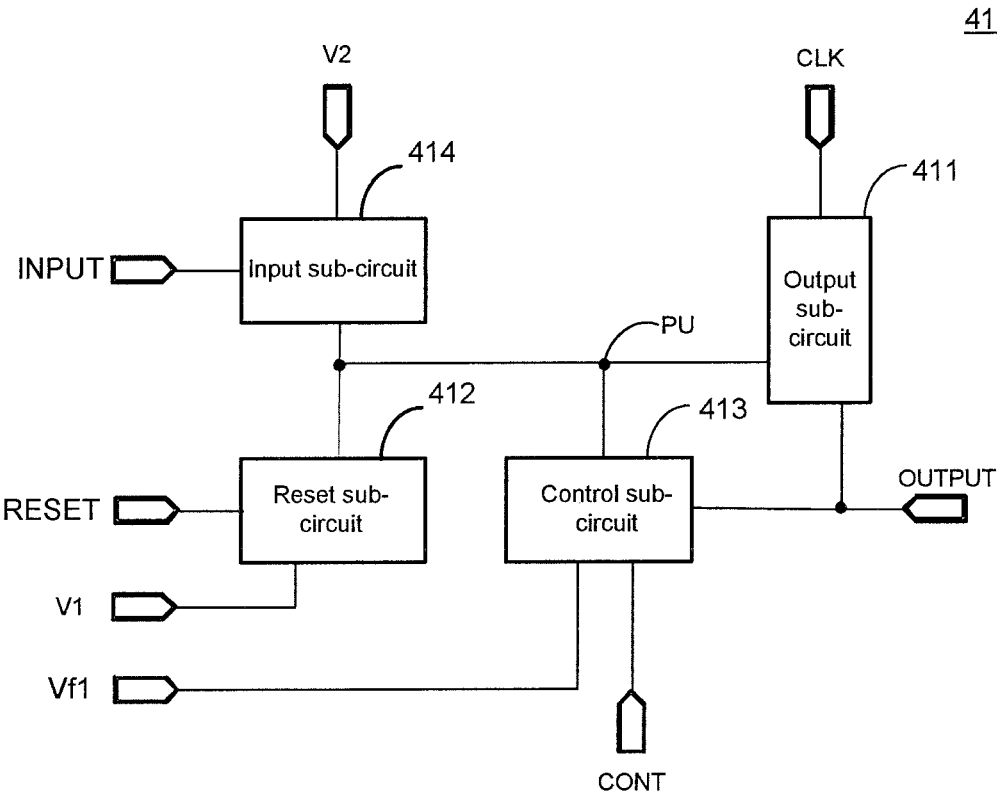 41
V2
CLK
414
411
INPUT
Input sub-circuit
Output
sub-
circuit
PU
412
413
RESET
Reset sub-
circuit
Control sub-
circuit
OUTPUT
V1
Vf1
CONT